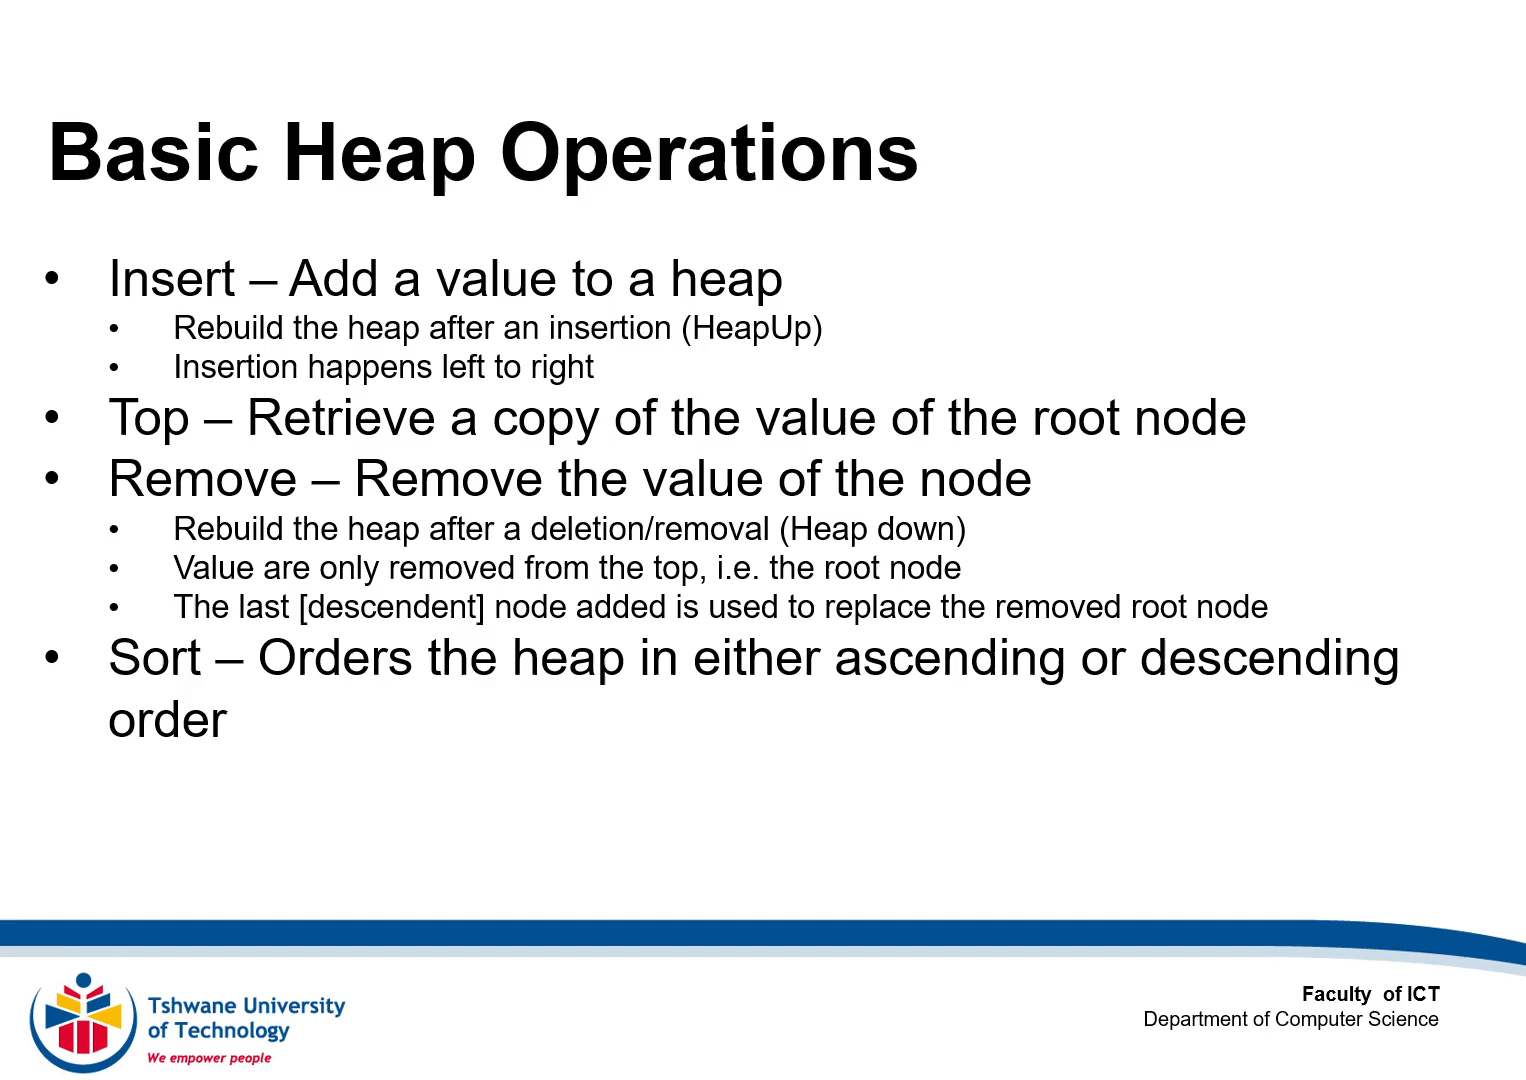 Basic Heap Operations
• Insert – Add a value to a heap
• Rebuild the heap after an insertion (HeapUp)
• Insertion happens left to right
• Top – Retrieve a copy of the value of the root node
• Remove – Remove the value of the node
• Rebuild the heap after a deletion/removal (Heap down)
• Value are only removed from the top, i.e. the root node
• The last [descendent] node added is used to replace the removed root node
• Sort – Orders the heap in either ascending or descending
order
Tshwane University
of Technology
We empower people
Faculty of ICT
Department of Computer Science